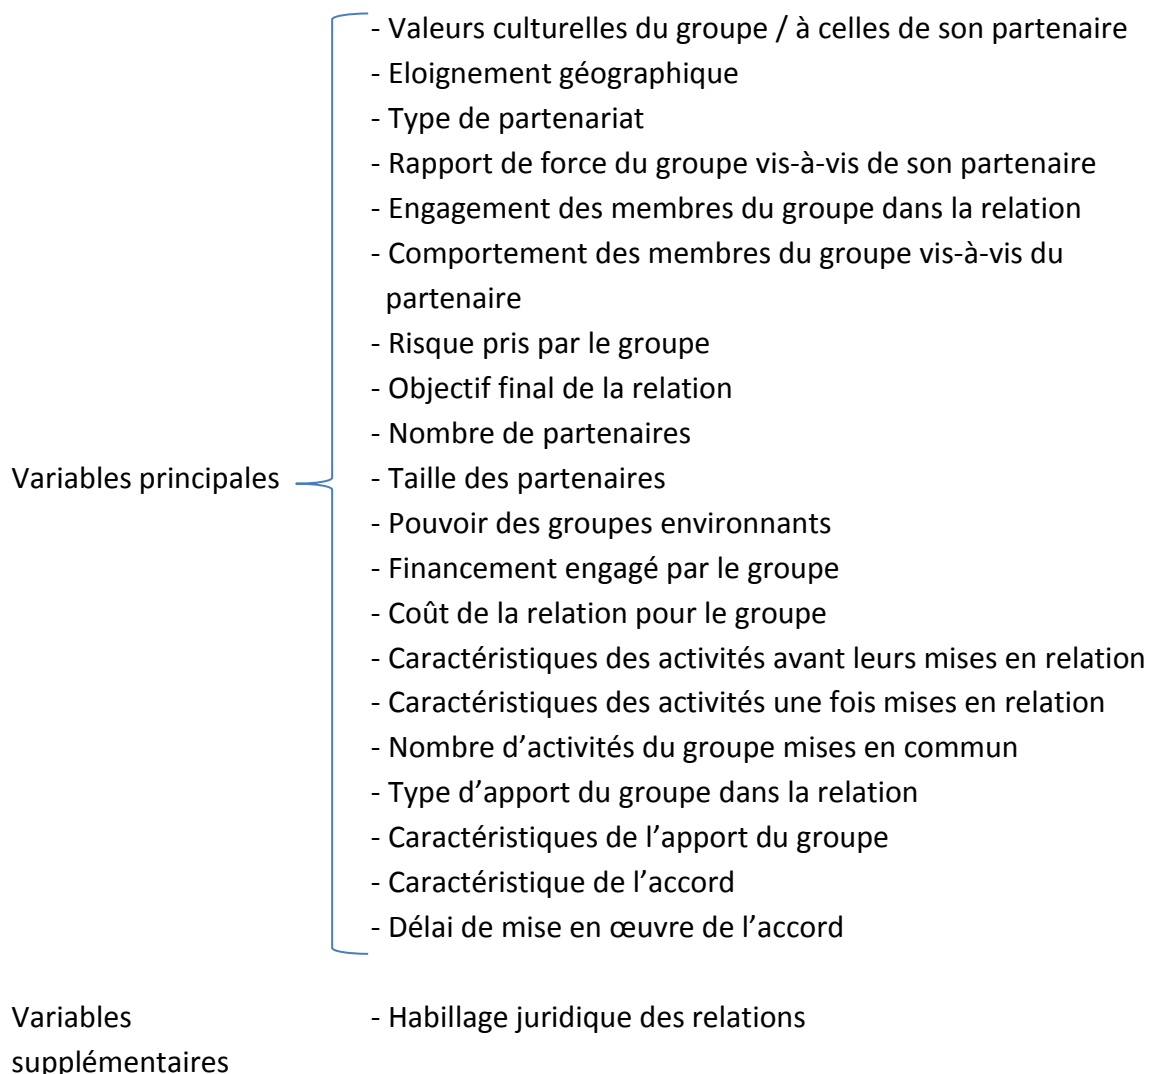 - Valeurs culturelles du groupe / à celles de son partenaire
- Eloignement géographique
- Type de partenariat
- Rapport de force du groupe vis-à-vis de son partenaire
- Engagement des membres du groupe dans la relation
- Comportement des membres du groupe vis-à-vis du
partenaire
- Risque pris par le groupe
- Objectif final de la relation
- Nombre de partenaires
Variables principales
- Taille des partenaires
- Pouvoir des groupes environnants
- Financement engagé par le groupe
- Coût de la relation pour le groupe
- Caractéristiques des activités avant leurs mises en relation
- Caractéristiques des activités une fois mises en relation
- Nombre d’activités du groupe mises en commun
- Type d’apport du groupe dans la relation
- Caractéristiques de l’apport du groupe
- Caractéristique de l’accord
- Délai de mise en œuvre de l’accord
Variables
supplémentaires
- Habillage juridique des relations